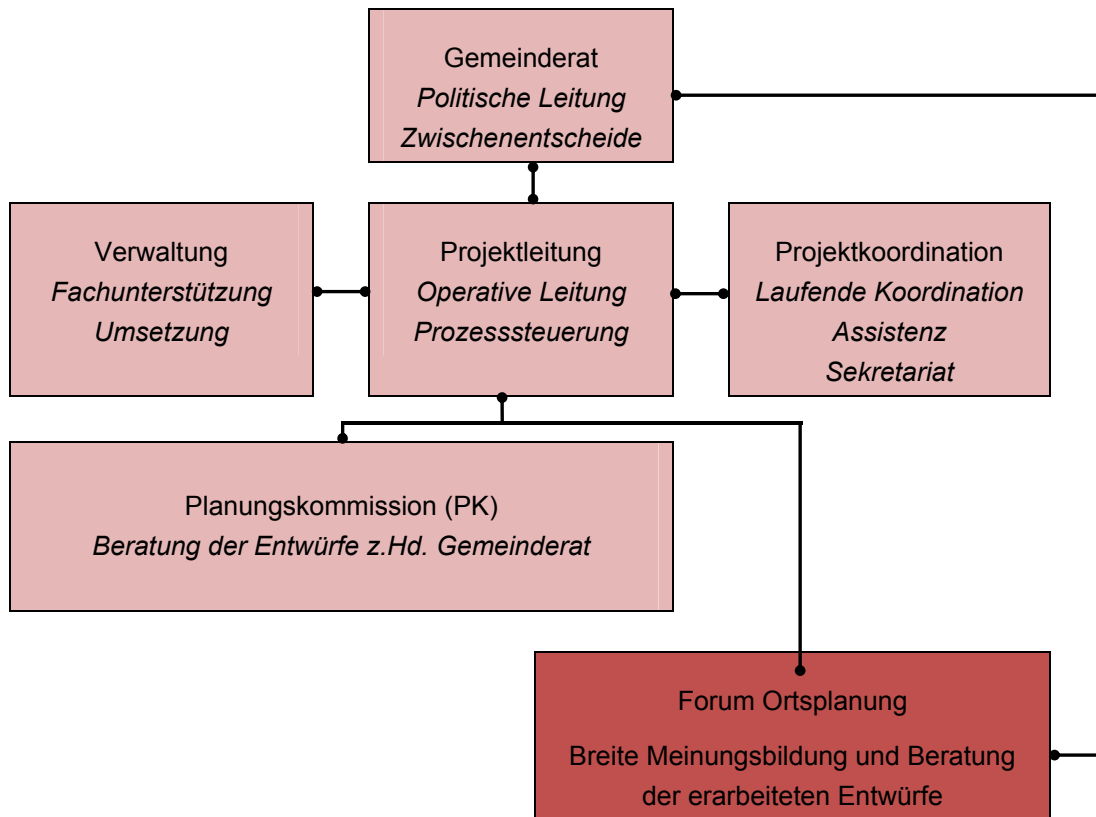 Gemeinderat
Politische Leitung
Zwischenentscheide
Verwaltung
Fachunterstützung
Umsetzung
Projektleitung
Operative Leitung
Prozesssteuerung
Projektkoordination
Laufende Koordination
Assistenz
Sekretariat
Planungskommission (PK)
Beratung der Entwürfe z.Hd. Gemeinderat
Forum Ortsplanung
Breite Meinungsbildung und Beratung
der erarbeiteten Entwürfe